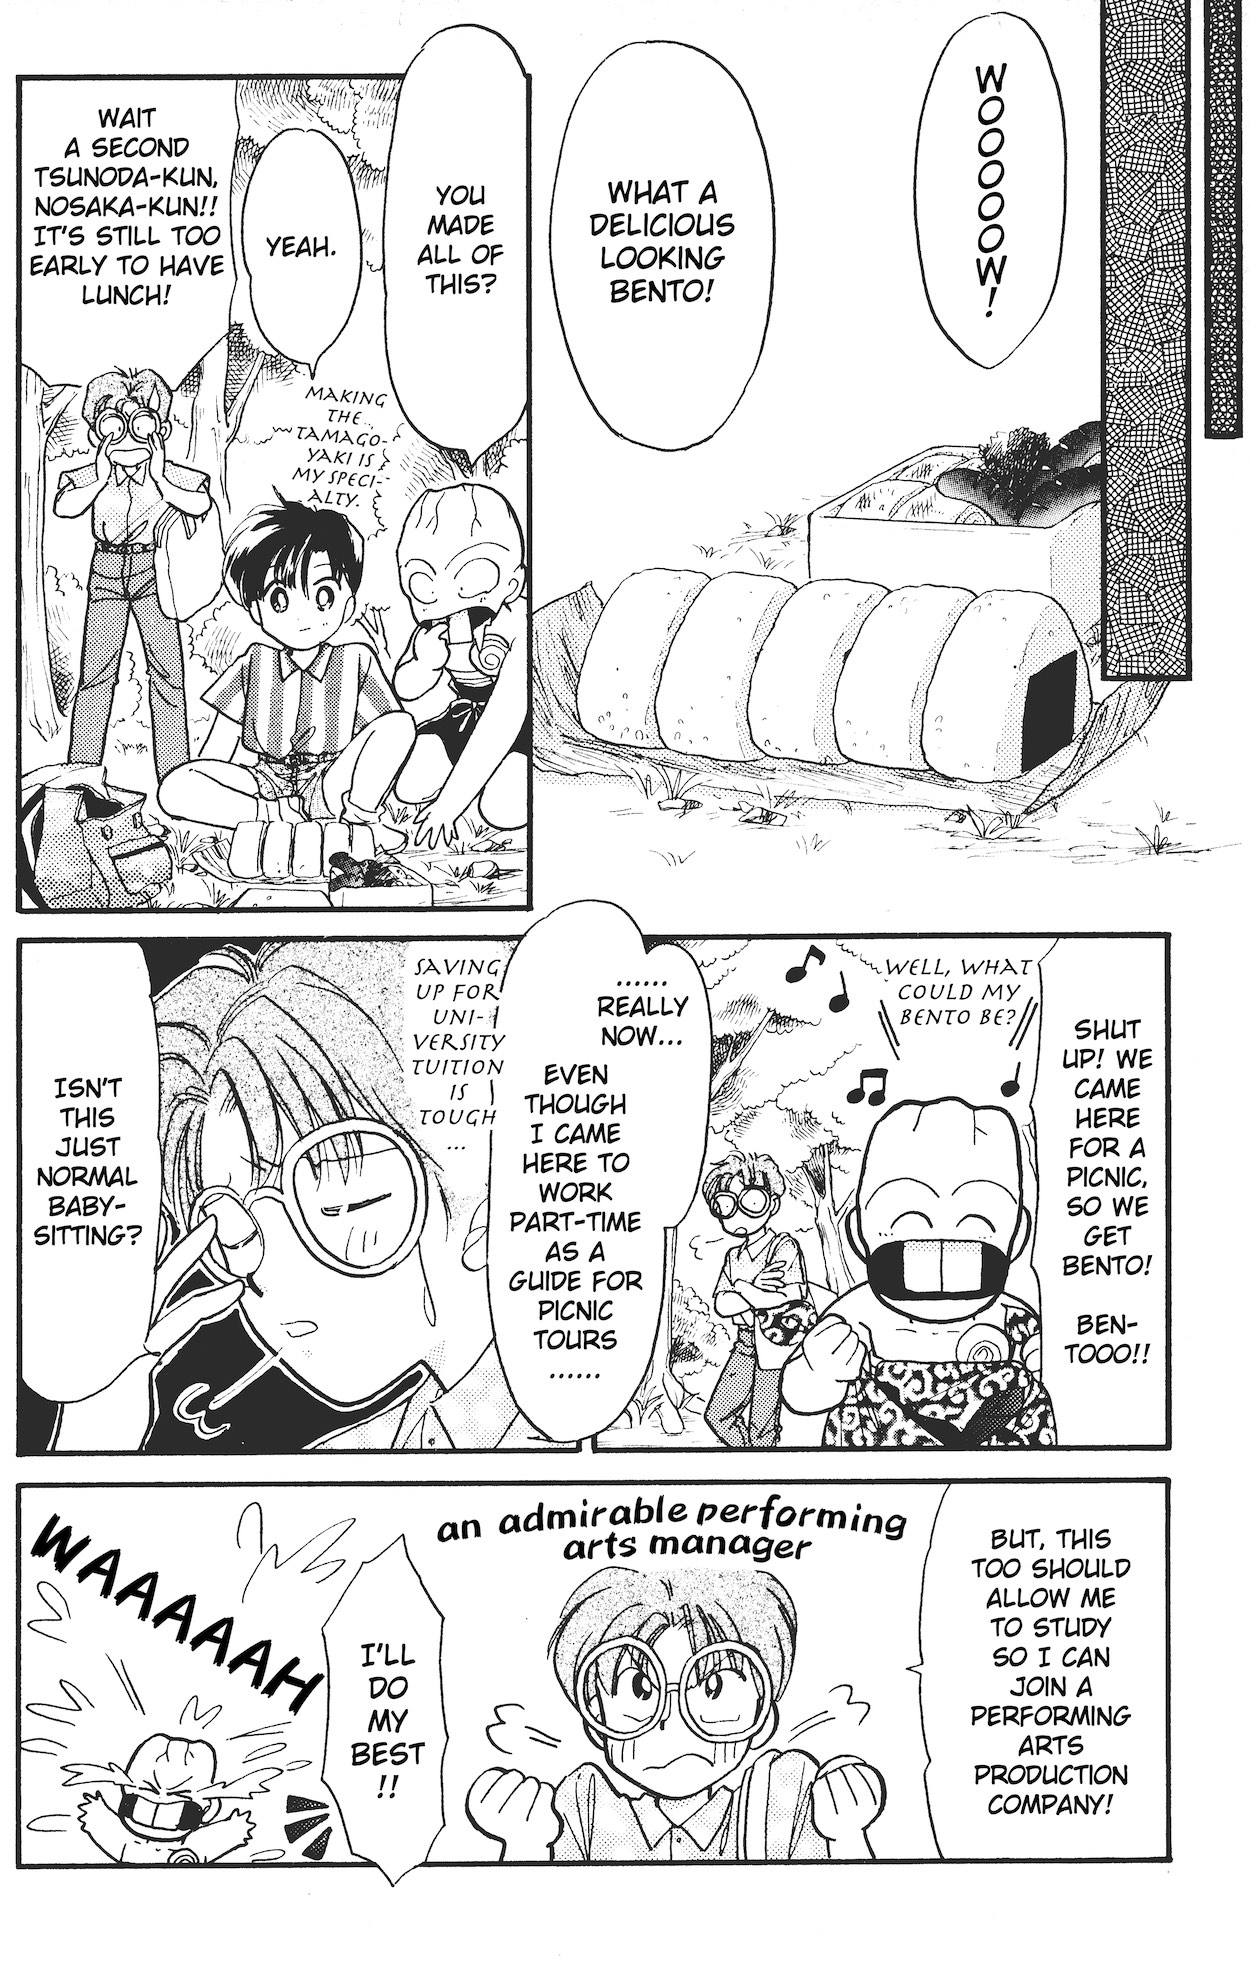 WOOOOOW!
WHAT A
DELICIOUS
LOOKING
BENTO!
YOU
MADE
ALL OF
THIS?
YEAH.
MAKING
THE
TAMAGO-
YAKI IS
MY SPECI-
ALTY.
WAIT
A SECOND
TSUNODA-KUN,
NOSAKA-KUN!!
IT'S STILL TOO
EARLY TO HAVE
LUNCH!
SHUT
UP! WE
CAME
HERE
FOR A
PICNIC,
SO WE
GET
BENTO!
BEN-
TOOO!!
WELL, WHAT
COULD MY
BENTO BE?
......
REALLY
NOW...
EVEN
THOUGH
I CAME
HERE TO
WORK
PART-TIME
AS A
GUIDE FOR
PICNIC
TOURS
......
SAVING
UP FOR
UNI-
VERSITY
TUITION
IS
TOUGH
...
ISN'T
THIS
JUST
NORMAL
BABY-
SITTING?
BUT, THIS
TOO SHOULD
ALLOW ME
TO STUDY
SO I CAN
JOIN A
PERFORMING
ARTS
PRODUCTION
COMPANY!
an admirable performing
arts manager
I'LL
DO
MY
BEST
!!
WAAAAAH